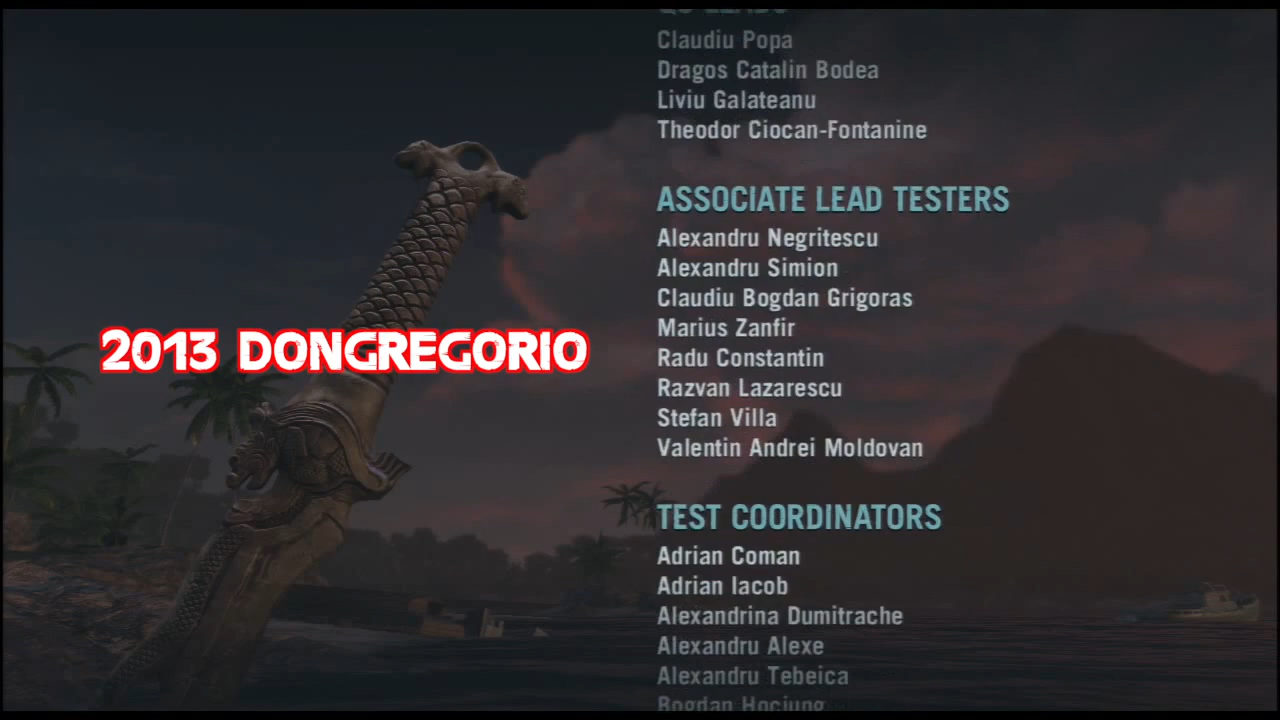 Claudiu Popa
Dragos Catalin Bodea
Liviu Galateanu
Theodor Ciocan-Fontanine
ASSOCIATE LEAD TESTERS
Alexandru Negritescu
Alexandru Simion
Claudiu Bogdan Grigoras
Marius Zanfir
Radu Constantin
Razvan Lazarescu
Stefan Villa
Valentin Andrei Moldovan
2013 DONGREGORIO
TEST COORDINATORS
Adrian Coman
Adrian Iacob
Alexandrina Dumitrache
Alexandru Alexe
Alexandru Tebeica
Bogdan Hociung